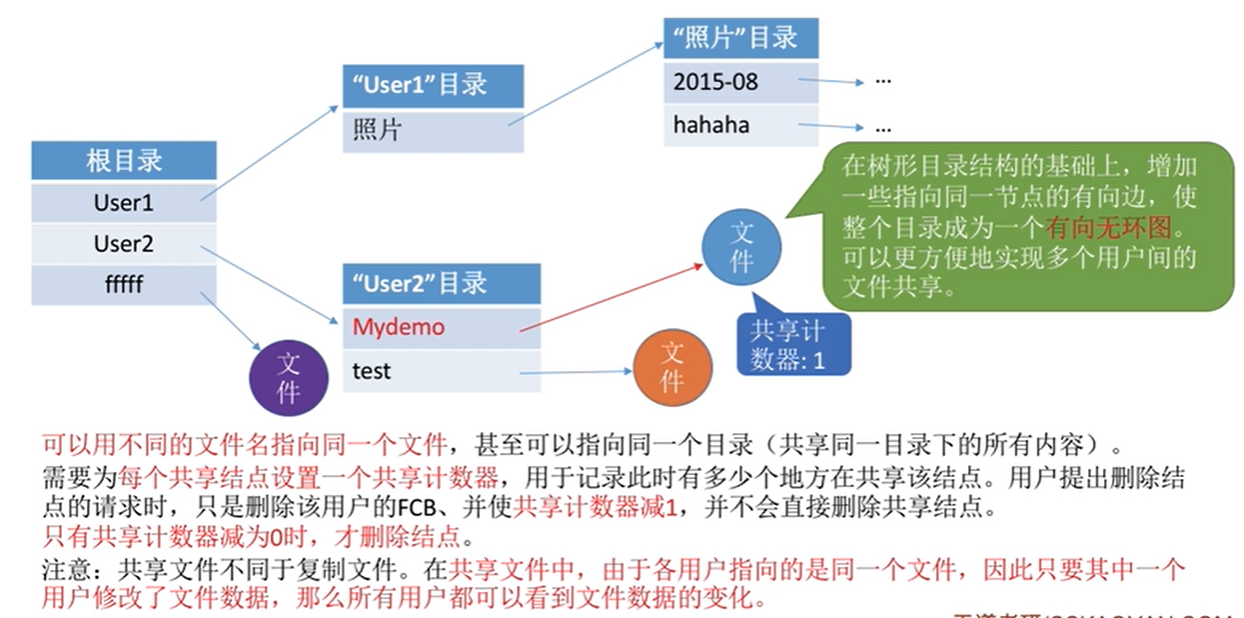 “照片”目录
2015-08
...
hahaha
...
“User1”目录
照片
根目录
User1
User2
fffff
文
件
“User2”目录
Mydemo
test
文
件
文
件
共享计
数器: 1
在树形目录结构的基础上，增加
一些指向同一节点的有向边，使
整个目录成为一个有向无环图。
可以更方便地实现多个用户间的
文件共享。
可以用不同的文件名指向同一个文件，甚至可以指向同一个目录（共享同一目录下的所有内容）。
需要为每个共享结点设置一个共享计数器，用于记录此时有多少个地方在共享该结点。用户提出删除结
点的请求时，只是删除该用户的FCB、并使共享计数器减1，并不会直接删除共享结点。
只有共享计数器减为0时，才删除结点。
注意：共享文件不同于复制文件。在共享文件中，由于各用户指向的是同一个文件，因此只要其中一个
用户修改了文件数据，那么所有用户都可以看到文件数据的变化。